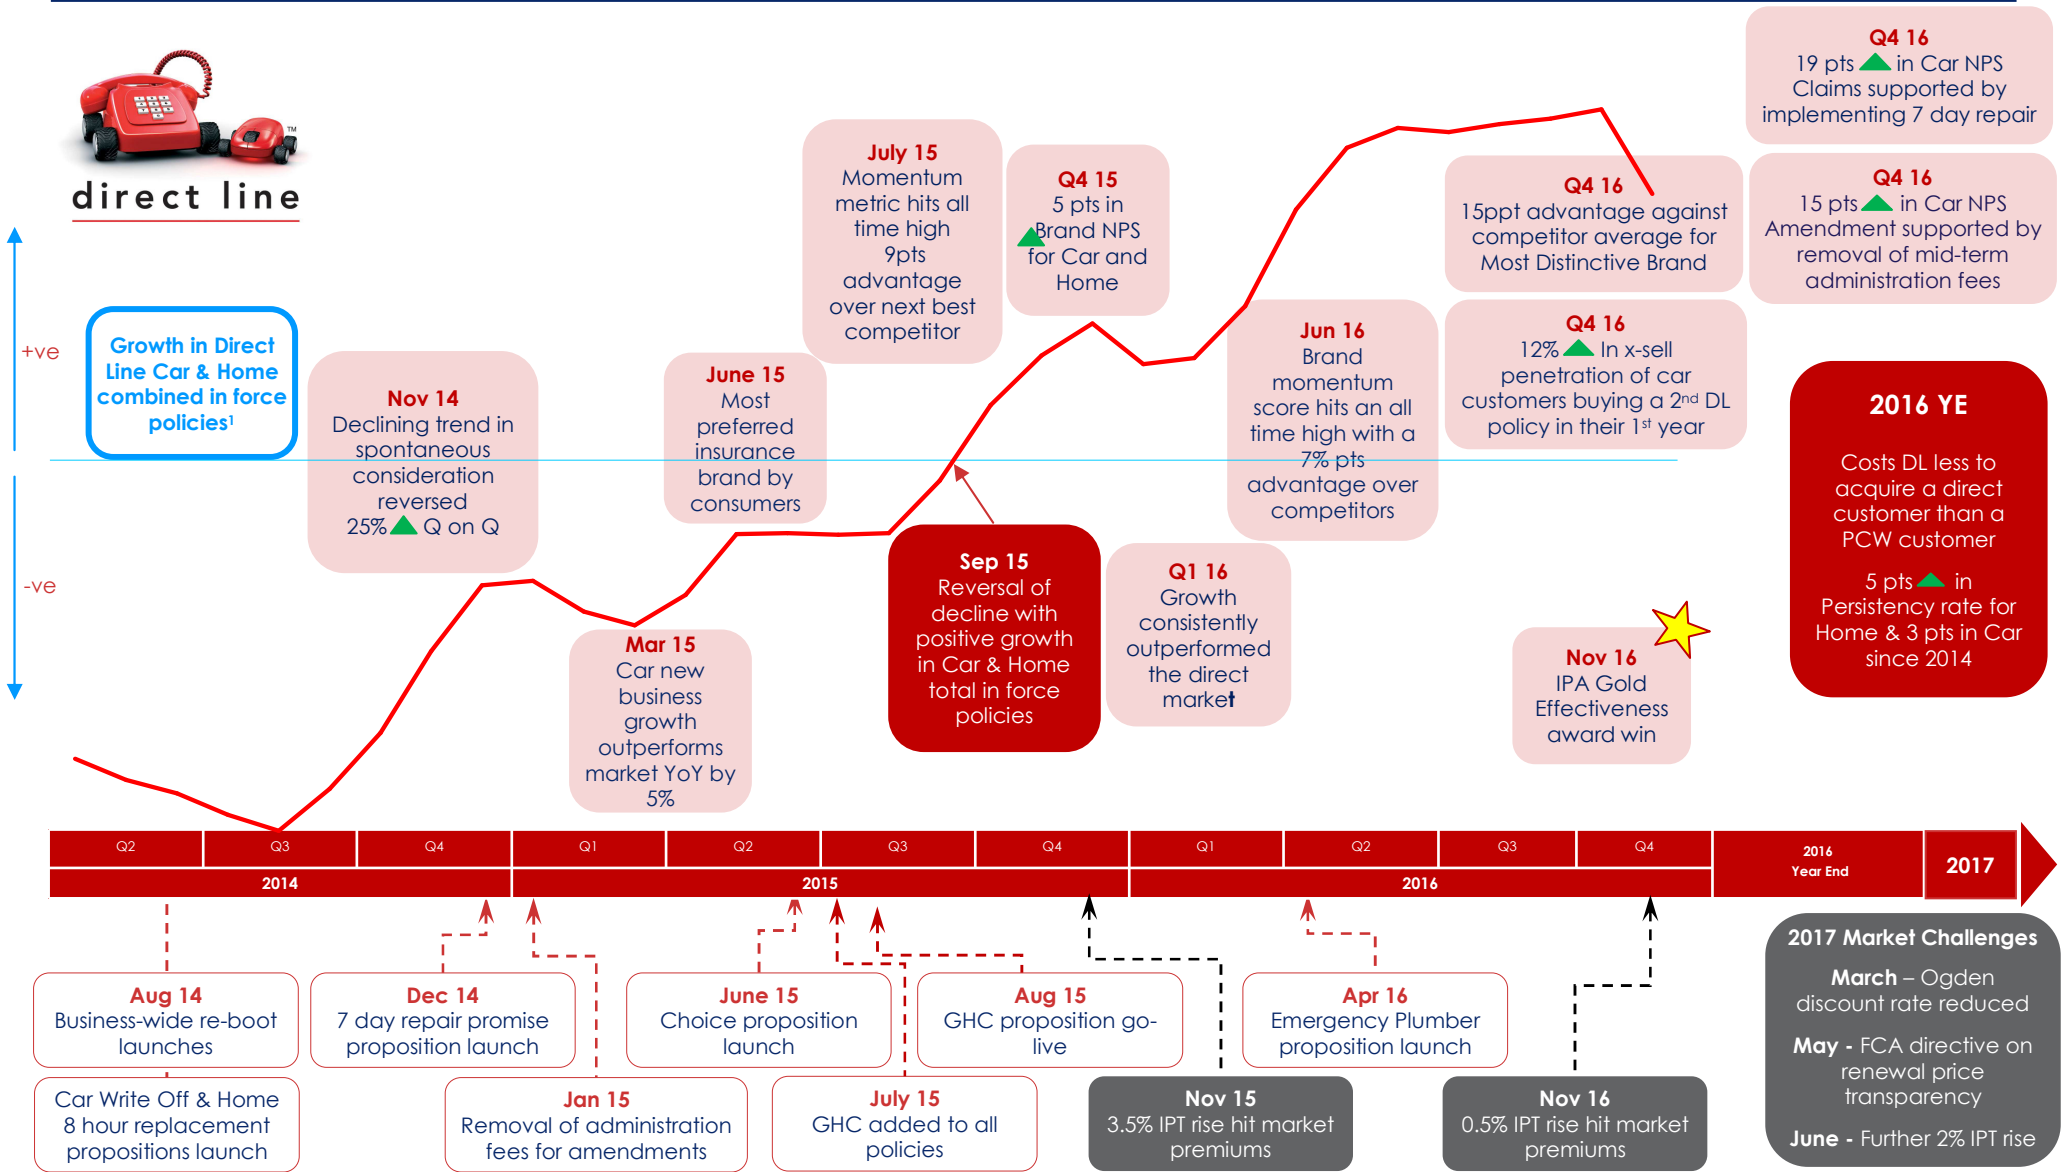 direct line
TM
+ve
-ve
Growth in Direct
Line Car & Home
combined in force
policies¹
Nov 14
Declining trend in
spontaneous
consideration
reversed
25% Q on Q
Mar 15
Car new
business
growth
outperforms
market YoY by
5%
June 15
Most
preferred
insurance
brand by
consumers
July 15
Momentum
metric hits all
time high
9pts
advantage
over next best
competitor
Q4 15
5 pts in
Brand NPS
for Car and
Home
Sep 15
Reversal of
decline with
positive growth
in Car & Home
total in force
policies
Q1 16
Growth
consistently
outperformed
the direct
market
Jun 16
Brand
momentum
score hits an all
time high with a
7% pts
advantage over
competitors
Q4 16
15ppt advantage against
competitor average for
Most Distinctive Brand
Q4 16
12% In x-sell
penetration of car
customers buying a 2nd DL
policy in their 1st year
Nov 16
IPA Gold
Effectiveness
award win
Q4 16
19 pts in Car NPS
Claims supported by
implementing 7 day repair
Q4 16
15 pts in Car NPS
Amendment supported by
removal of mid-term
administration fees
2016 YE
Costs DL less to
acquire a direct
customer than a
PCW customer
5 pts in
Persistency rate for
Home & 3 pts in Car
since 2014
Q2 Q3 Q4 Q1 Q2 Q3 Q4 Q1 Q2 Q3 Q4
2014 2015 2016
2016
Year End
2017
Aug 14
Business-wide re-boot
launches
Car Write Off & Home
8 hour replacement
propositions launch
Dec 14
7 day repair promise
proposition launch
Jan 15
Removal of administration
fees for amendments
June 15
Choice proposition
launch
July 15
GHC added to all
policies
Aug 15
GHC proposition go-
live
Nov 15
3.5% IPT rise hit market
premiums
Apr 16
Emergency Plumber
proposition launch
Nov 16
0.5% IPT rise hit market
premiums
2017 Market Challenges
March – Ogden
discount rate reduced
May - FCA directive on
renewal price
transparency
June - Further 2% IPT rise